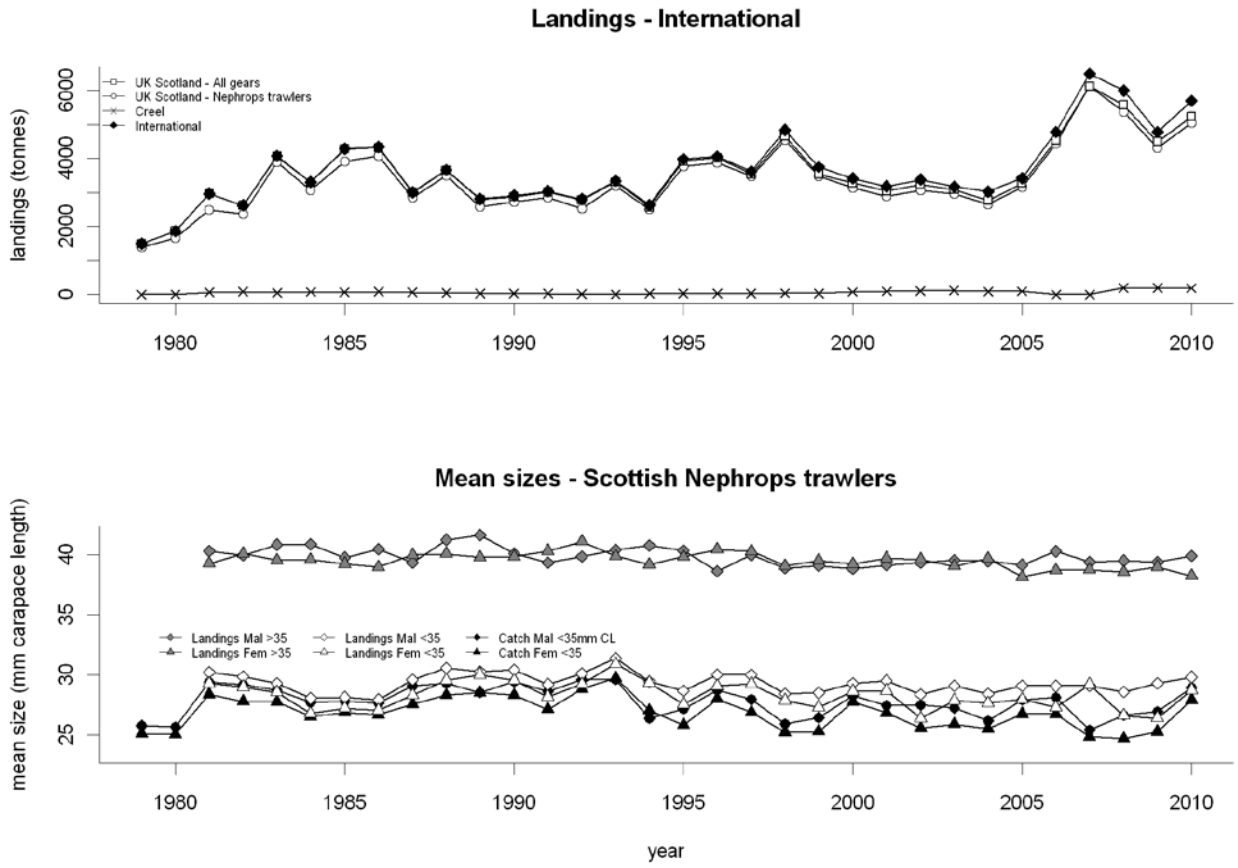 Landings - International
landings (tonnes)
6000
4000
2000
0
UK Scotland - All gears
UK Scotland - Nephrops trawlers
Creel
International
1980 1985 1990 1995 2000 2005 2010
Mean sizes - Scottish Nephrops trawlers
mean size (mm carapace length)
40
35
30
25
Landings Mal >35 Landings Mal <35 Catch Mal <35mm CL
Landings Fem >35 Landings Fem <35 Catch Fem <35
1980 1985 1990 1995 2000 2005 2010
year